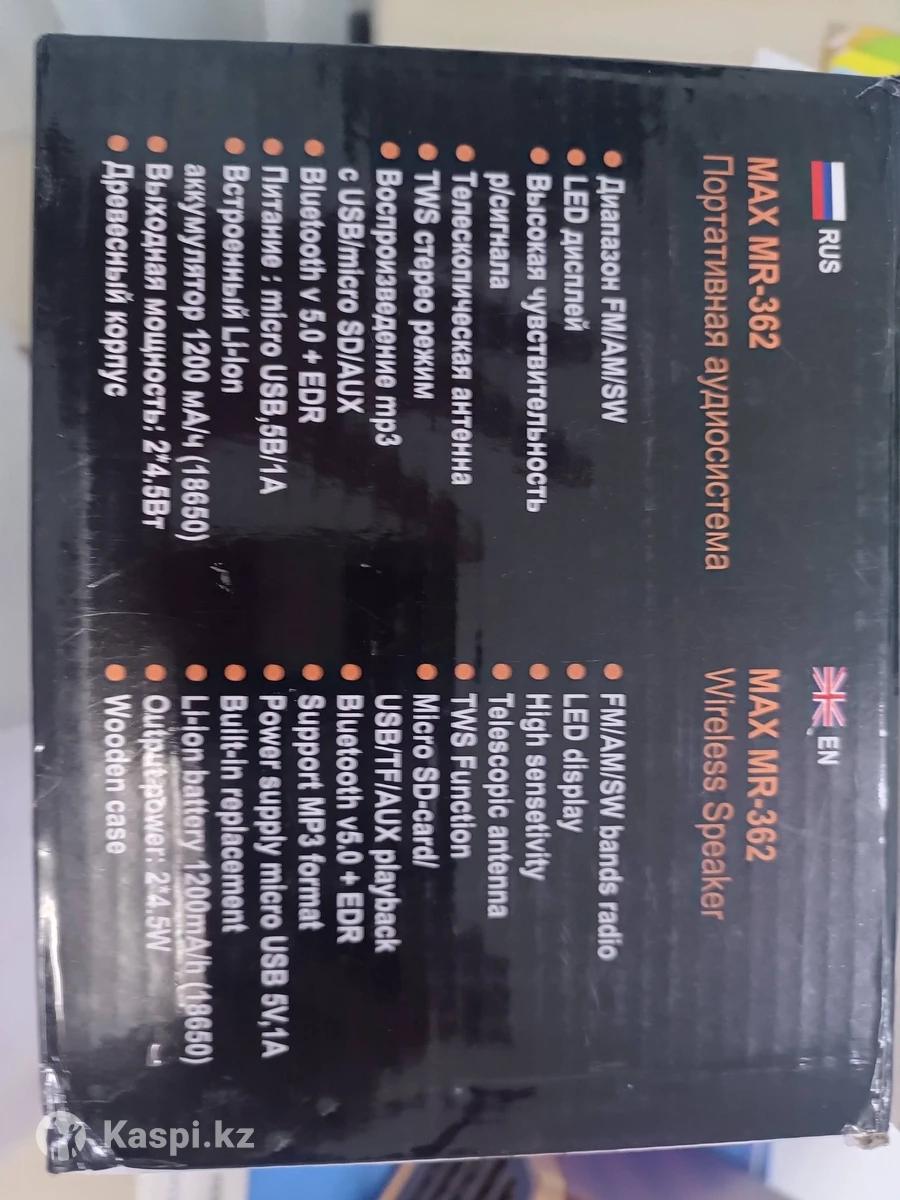 RUS
MAX MR-362
Портативная аудиосистема
Диапазон FM/AM/SW
LED дисплей
Высокая чувствительность
р/сигнала
Телескопическая антенна
TWS стерео режим
Воспроизведение mp3
с USB/micro SD/AUX
Bluetooth v 5.0 + EDR
Питание : micro USB,5В/1А
Встроенный Li-Ion
аккумулятор 1200 мА/ч (18650)
Выходная мощность: 2*4.5Вт
Древесный корпус
EN
MAX MR-362
Wireless Speaker
FM/AM/SW bands radio
LED display
High sensetivity
Telescopic antenna
TWS Function
Micro SD-card/
USB/TF/AUX playback
Bluetooth v5.0 + EDR
Support MP3 format
Power supply micro USB 5V,1A
Built-in replacement
Li-Ion battery 1200mA/h (18650)
Output power: 2*4.5W
Wooden case
Kaspi.kz